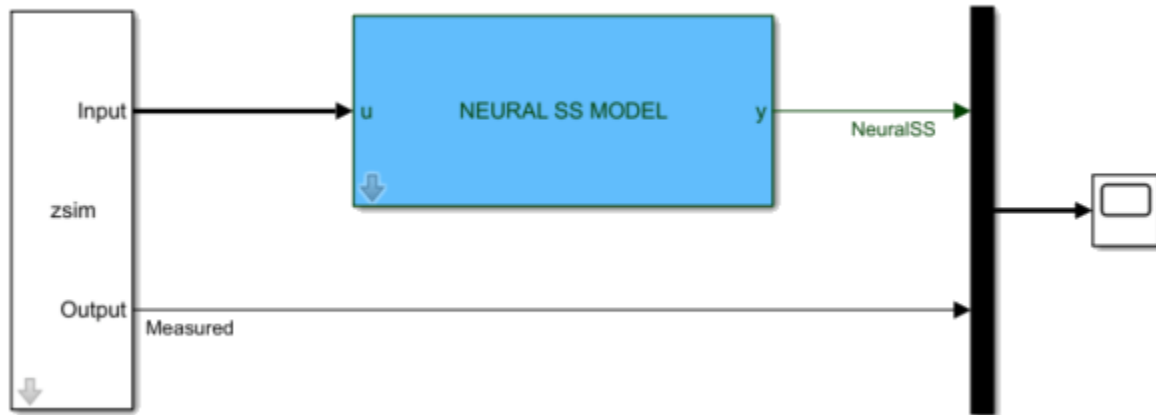 Input
u
NEURAL SS MODEL
y
NeuralSS
zsim
Output
Measured